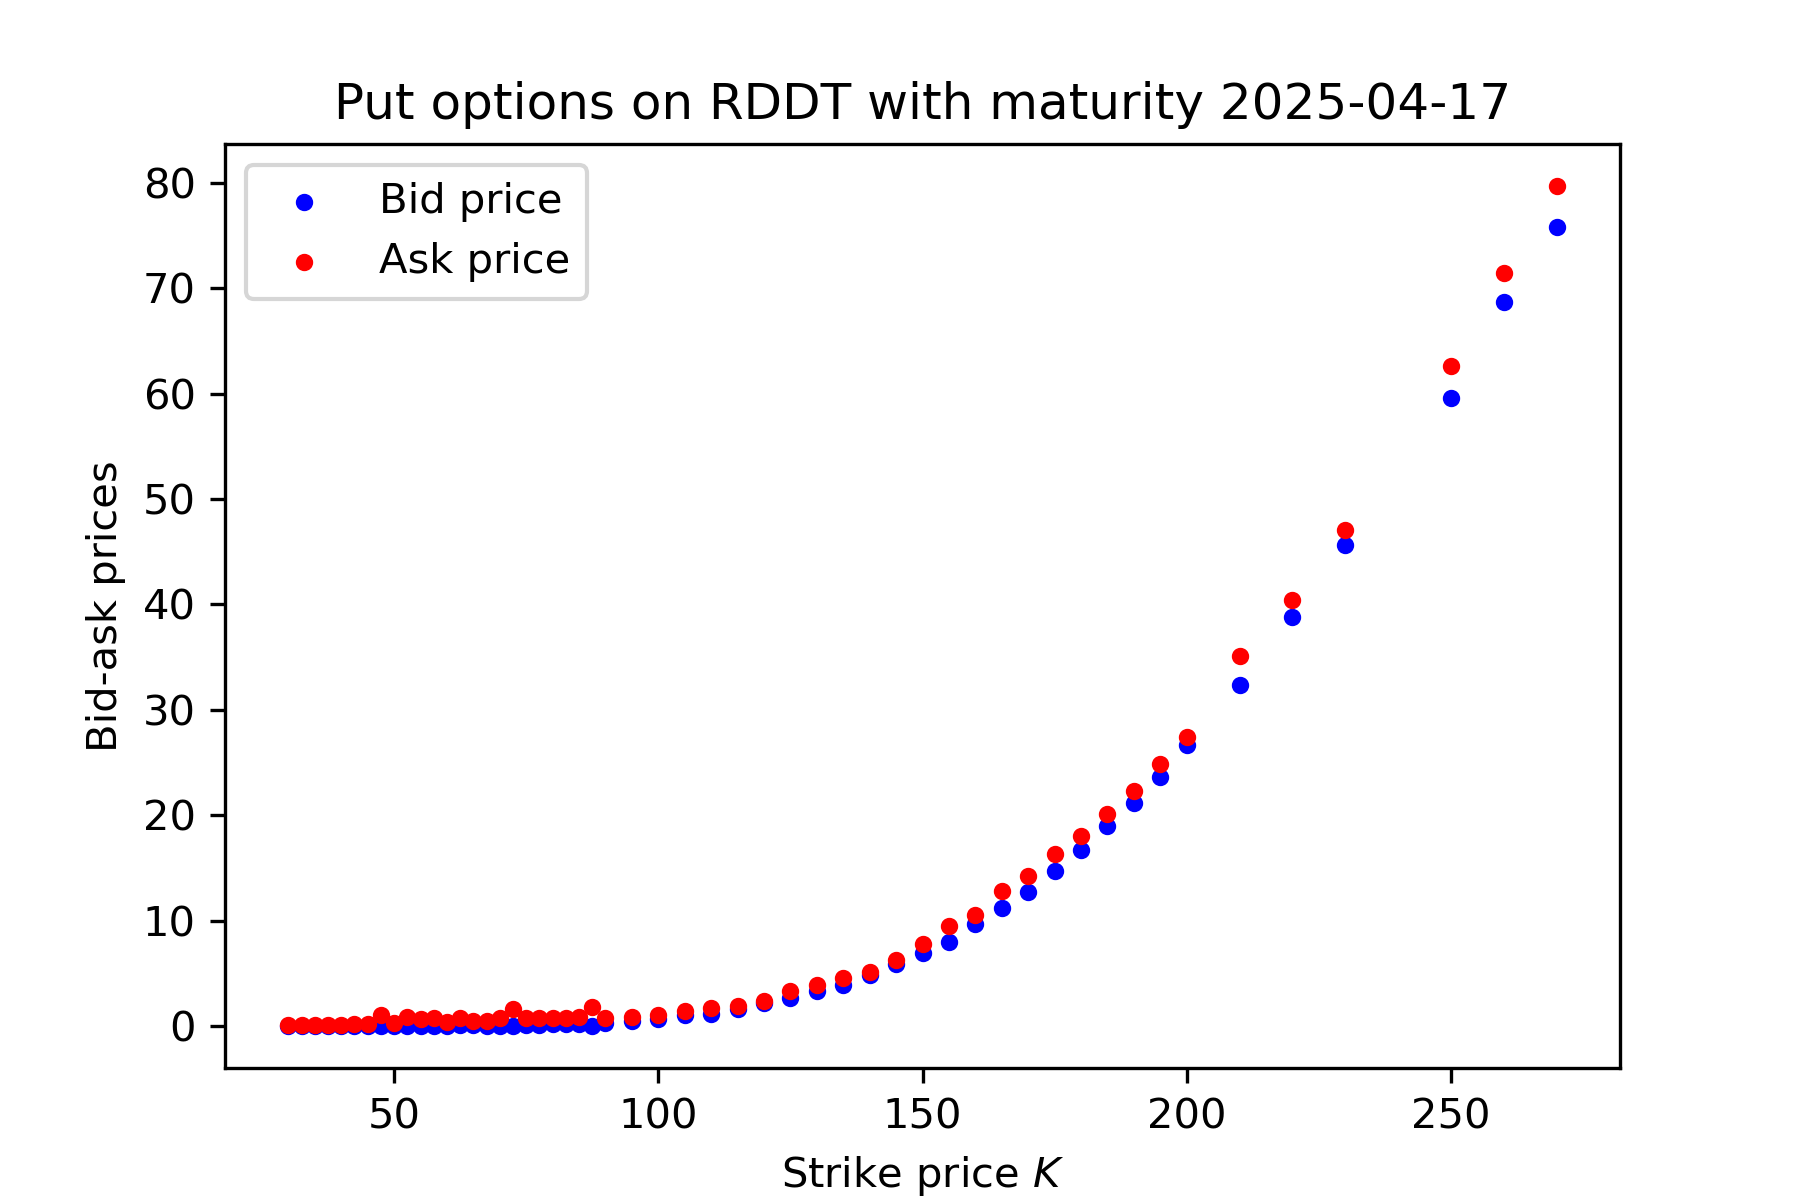 Put options on RDDT with maturity 2025-04-17
Bid price
Ask price
80
70
60
50
40
30
20
10
0
Bid-ask prices
50 100 150 200 250
Strike price K